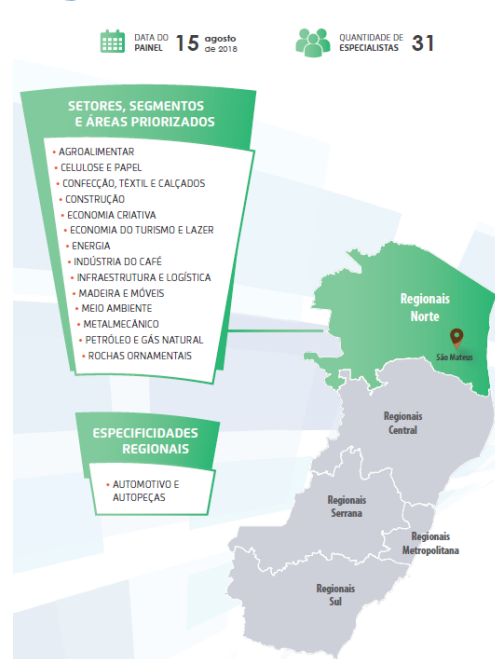 DATA DO
PAINEL
15 agosto
de 2018
QUANTIDADE DE
ESPECIALISTAS
31
SETORES, SEGMENTOS
E ÁREAS PRIORIZADOS
• AGROALIMENTAR
• CELULOSE E PAPEL
• CONFECÇÃO, TÊXTIL E CALÇADOS
• CONSTRUÇÃO
• ECONOMIA CRIATIVA
• ECONOMIA DO TURISMO E LAZER
• ENERGIA
• INDÚSTRIA DO CAFÉ
• INFRAESTRUTURA E LOGÍSTICA
• MADEIRA E MÓVEIS
• MEIO AMBIENTE
• METALMECÂNICO
• PETRÓLEO E GÁS NATURAL
• ROCHAS ORNAMENTAIS
ESPECIFICIDADES
REGIONAIS
• AUTOMOTIVO E
AUTOPEÇAS
Regionais
Norte
São Mateus
Regionais
Central
Regionais
Serrana
Regionais
Metropolitana
Regionais
Sul